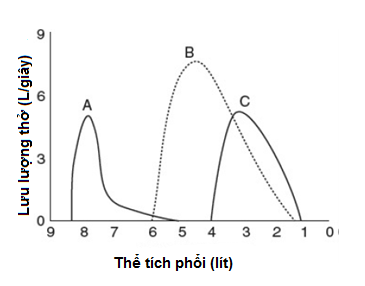 Lưu lượng thở (L/giây)
9
6
3
0
A
B
C
9 8 7 6 5 4 3 2 1 0
Thể tích phổi (lít)